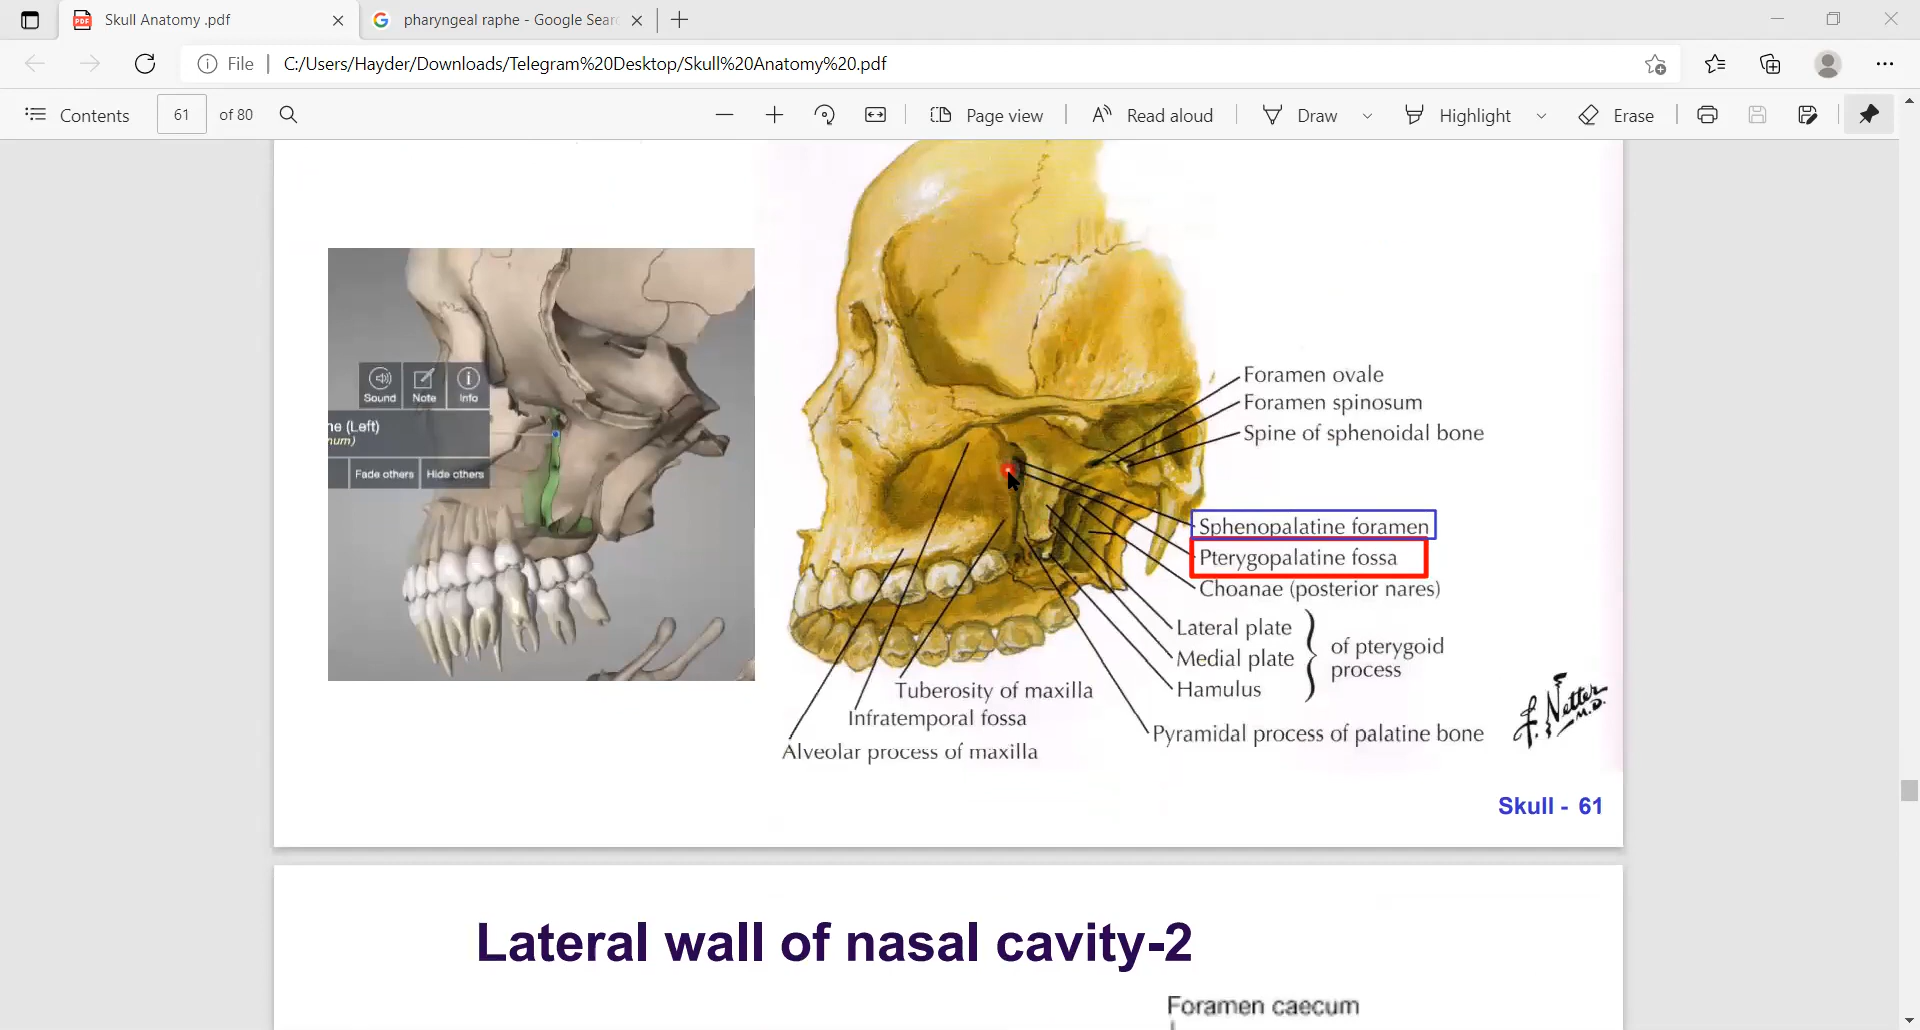 Skull Anatomy .pdf
pharyngeal raphe - Google Sear
File
C:/Users/Hayder/Downloads/Telegram%20Desktop/Skull%20Anatomy%20.pdf
Contents
61
of 80
Page view
Read aloud
Draw
Highlight
Erase
Sound
Note
Info
ne (Left)
num)
Fade others
Hide others
Foramen ovale
Foramen spinosum
Spine of sphenoidal bone
Sphenopalatine foramen
Pterygopalatine fossa
Choanae (posterior nares)
Lateral plate
Medial plate
Hamulus
of pterygoid
process
Pyramidal process of palatine bone
Tuberosity of maxilla
Infratemporal fossa
Alveolar process of maxilla
F. Netter
M.D.
Skull - 61
Lateral wall of nasal cavity-2
Foramen caecum